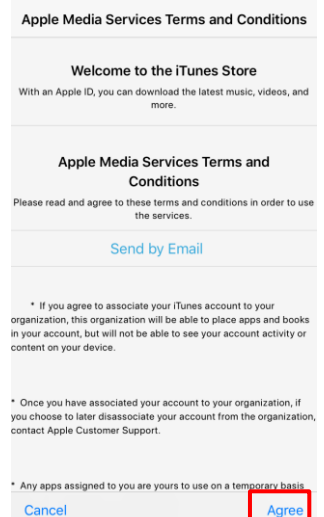 Apple Media Services Terms and Conditions
Welcome to the iTunes Store
With an Apple ID, you can download the latest music, videos, and
more.
Apple Media Services Terms and
Conditions
Please read and agree to these terms and conditions in order to use
the services.
Send by Email
* If you agree to associate your iTunes account to your
organization, this organization will be able to place apps and books
in your account, but will not be able to see your account activity or
content on your device.
* Once you have associated your account to your organization, if
you choose to later disassociate your account from the organization,
contact Apple Customer Support.
* Any apps assigned to you are yours to use on a temporary basis
Cancel
Agree